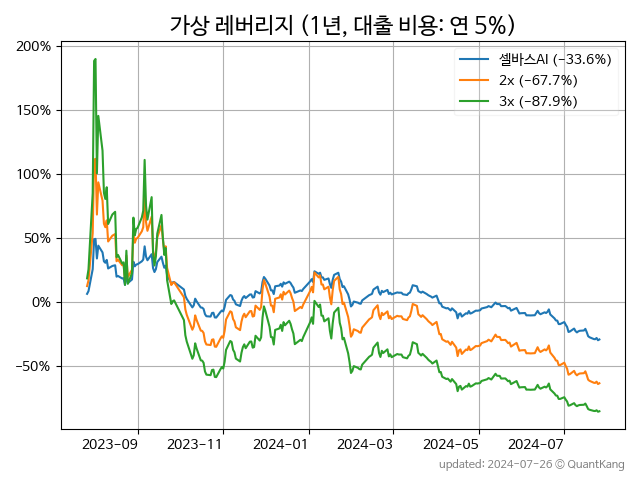 가상 레버리지 (1년, 대출 비용: 연 5%)
200%
150%
100%
50%
0%
−50%
셀바스AI (−33.6%)
2x (−67.7%)
3x (−87.9%)
2023-09 2023-11 2024-01 2024-03 2024-05 2024-07
updated: 2024-07-26 © QuantKang